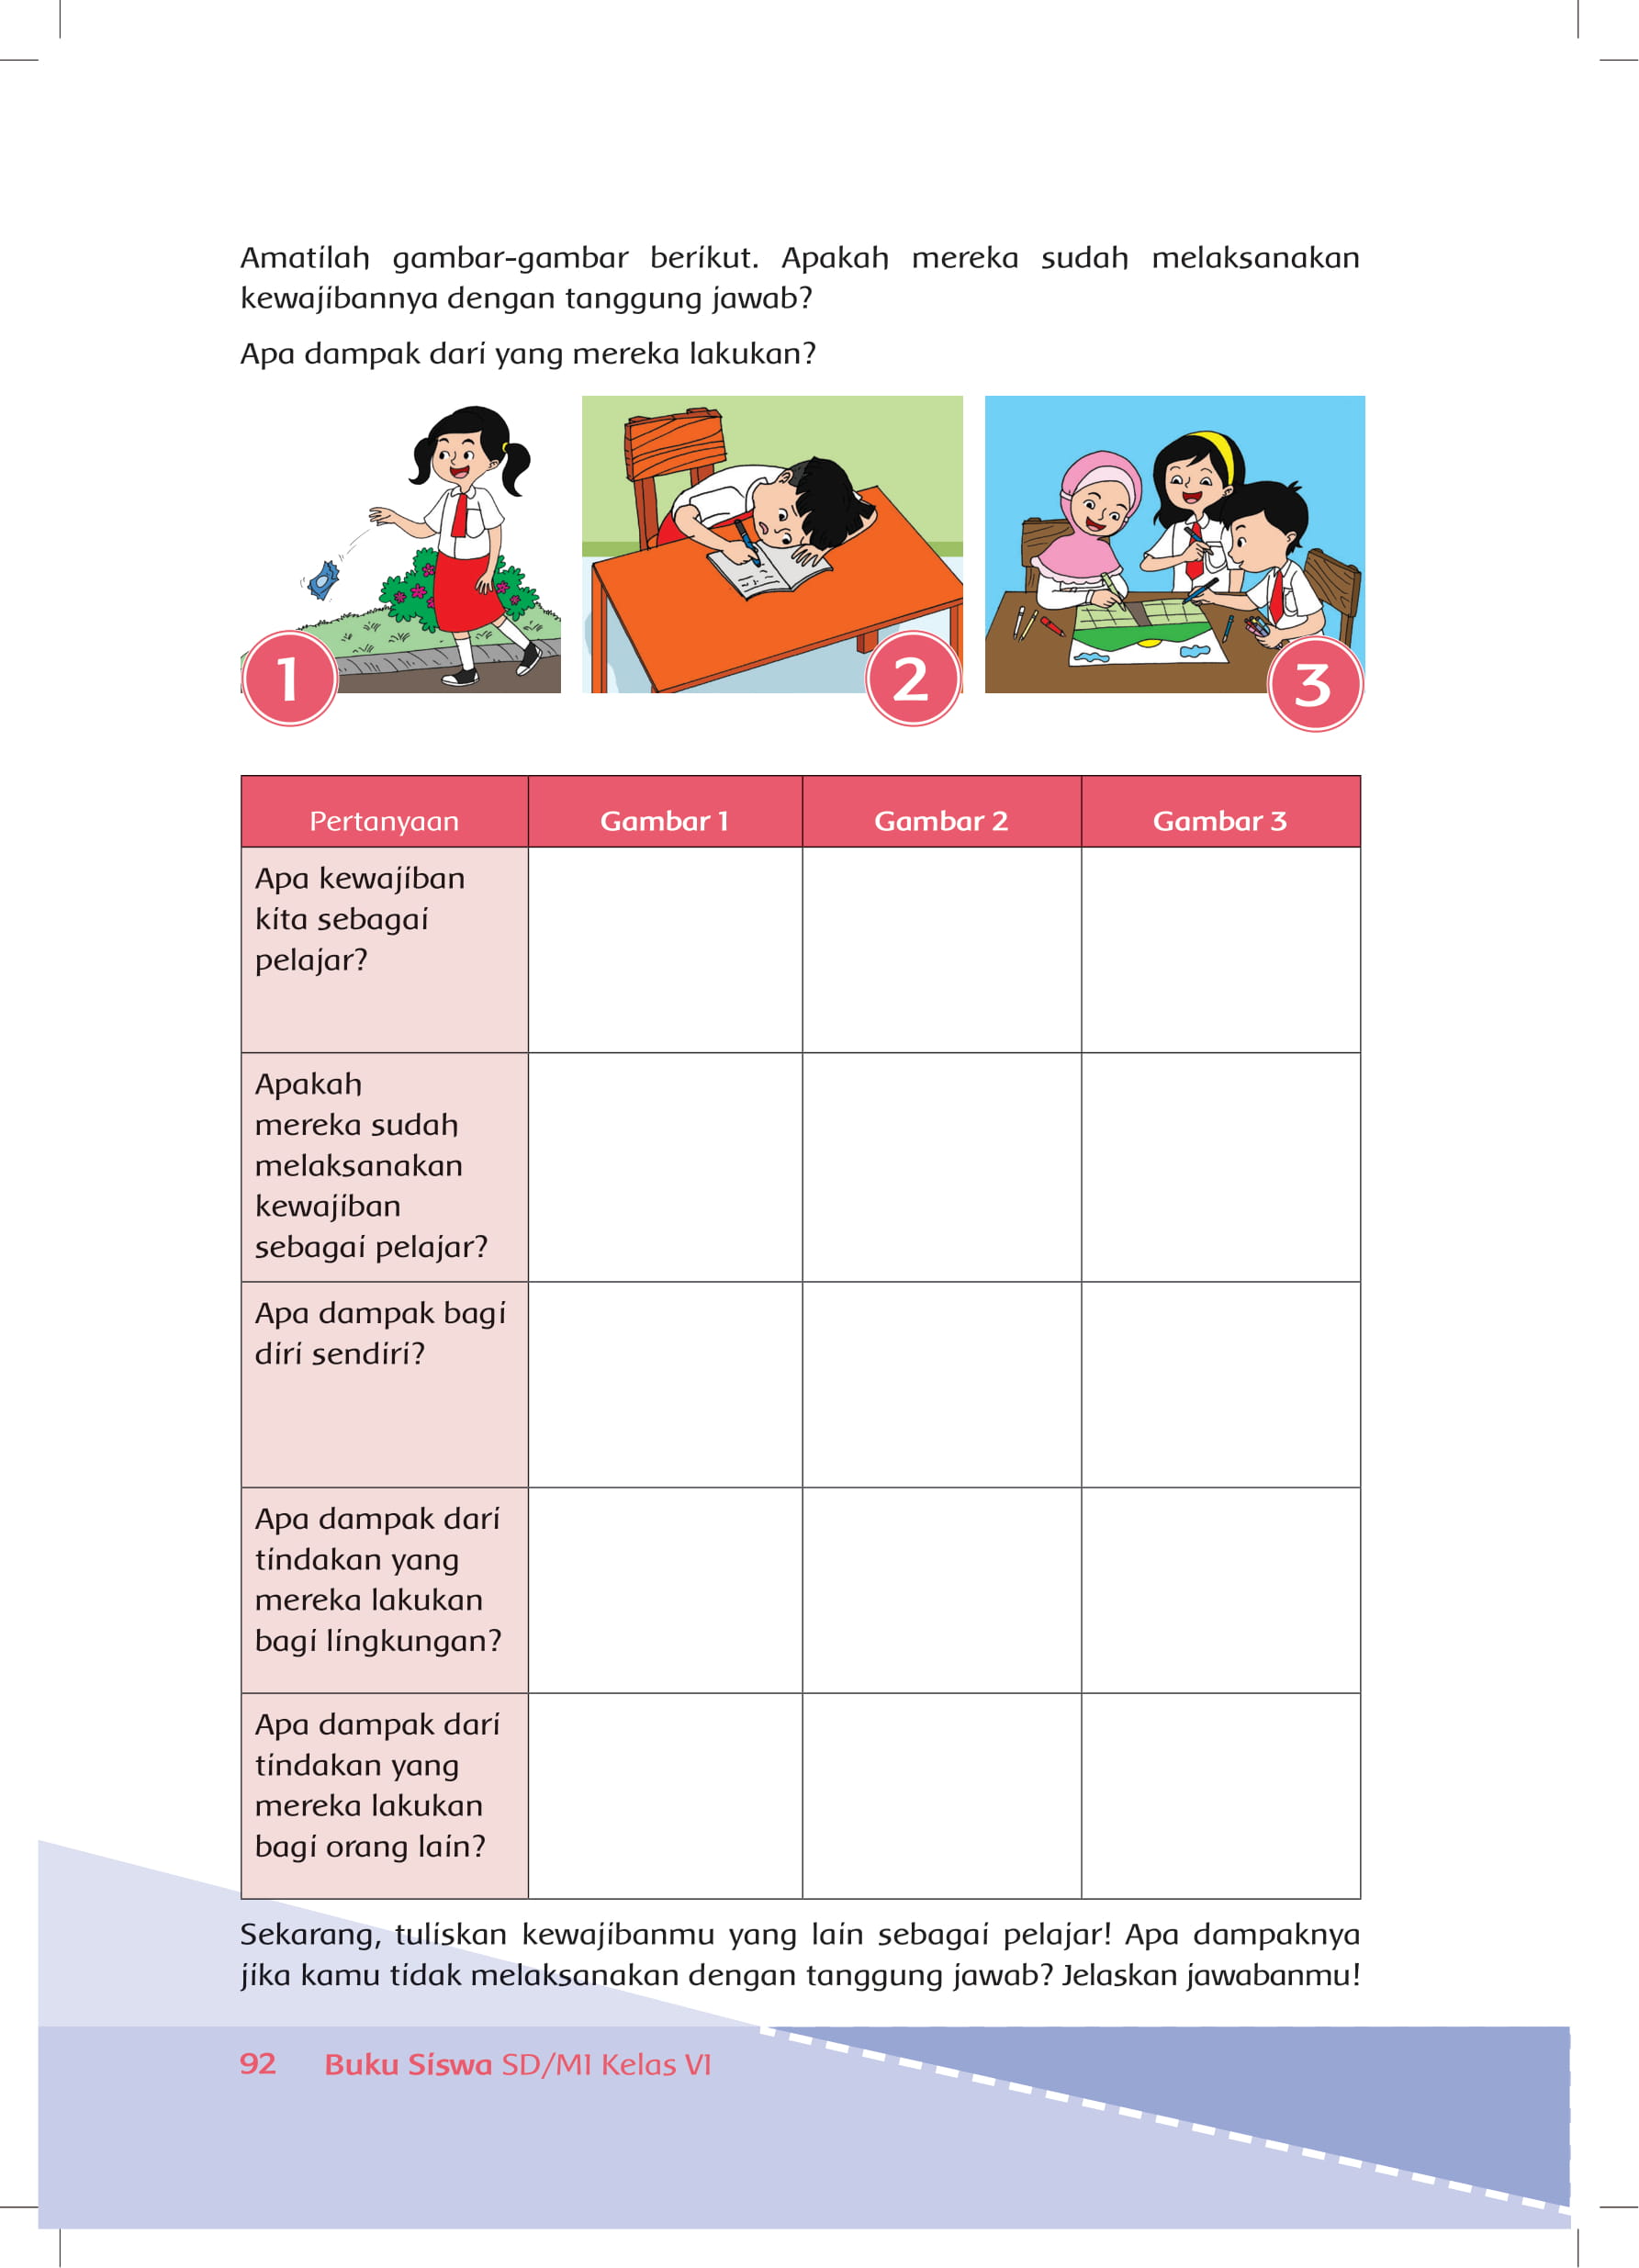 Amatilah gambar-gambar berikut. Apakah mereka sudah melaksanakan
kewajibannya dengan tanggung jawab?
Apa dampak dari yang mereka lakukan?
1
2
3
Pertanyaan Gambar 1 Gambar 2 Gambar 3
Apa kewajiban
kita sebagai
pelajar?
Apakah
mereka sudah
melaksanakan
kewajiban
sebagai pelajar?
Apa dampak bagi
diri sendiri?
Apa dampak dari
tindakan yang
mereka lakukan
bagi lingkungan?
Apa dampak dari
tindakan yang
mereka lakukan
bagi orang lain?
Sekarang, tuliskan kewajibanmu yang lain sebagai pelajar! Apa dampaknya
jika kamu tidak melaksanakan dengan tanggung jawab? Jelaskan jawabanmu!
92 Buku Siswa SD/MI Kelas VI